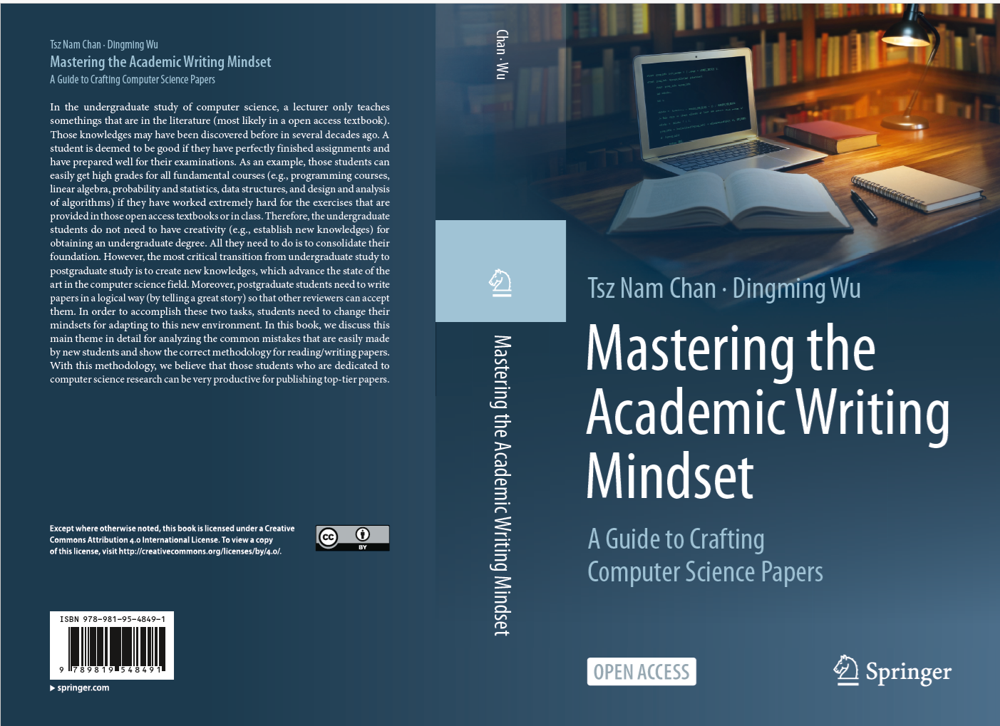 Tsz Nam Chan · Dingming Wu
Mastering the Academic Writing Mindset
A Guide to Crafting Computer Science Papers
In the undergraduate study of computer science, a lecturer only teaches
somethings that are in the literature (most likely in a open access textbook).
Those knowledges may have been discovered before in several decades ago. A
student is deemed to be good if they have perfectly finished assignments and
have prepared well for their examinations. As an example, those students can
easily get high grades for all fundamental courses (e.g., programming courses,
linear algebra, probability and statistics, data structures, and design and analysis
of algorithms) if they have worked extremely hard for the exercises that are
provided in those open access textbooks or in class. Therefore, the undergraduate
students do not need to have creativity (e.g., establish new knowledges) for
obtaining an undergraduate degree. All they need to do is to consolidate their
foundation. However, the most critical transition from undergraduate study to
postgraduate study is to create new knowledges, which advance the state of the
art in the computer science field. Moreover, postgraduate students need to write
papers in a logical way (by telling a great story) so that other reviewers can accept
them. In order to accomplish these two tasks, students need to change their
mindsets for adapting to this new environment. In this book, we discuss this
main theme in detail for analyzing the common mistakes that are easily made
by new students and show the correct methodology for reading/writing papers.
With this methodology, we believe that those students who are dedicated to
computer science research can be very productive for publishing top-tier papers.
Except where otherwise noted, this book is licensed under a Creative
Commons Attribution 4.0 International License. To view a copy
of this license, visit http://creativecommons.org/licenses/by/4.0/.
CC
BY
ISBN 978-981-95-4849-1
9 789819 548491
springer.com
Chan · Wu
Mastering the Academic Writing Mindset
Tsz Nam Chan · Dingming Wu
Mastering the
Academic Writing
Mindset
A Guide to Crafting
Computer Science Papers
OPEN ACCESS
Springer